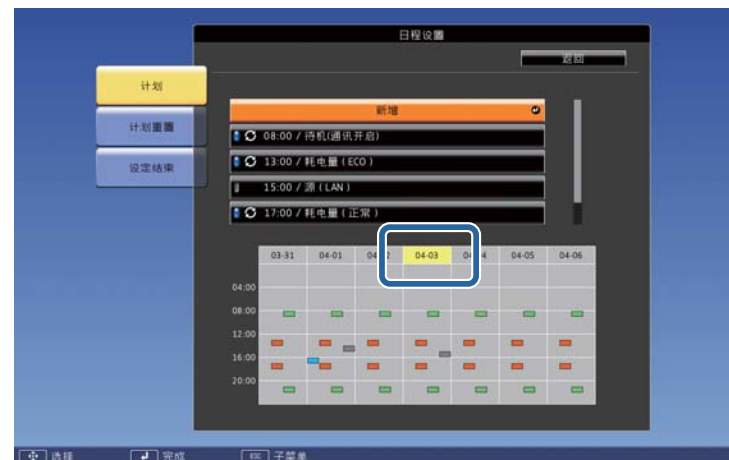 日程设置
返回
计划
计划重置
设定结束
新增
08:00 / 待机(通讯开启)
13:00 / 耗电量 ( ECO )
15:00 / 源 ( LAN )
17:00 / 耗电量 ( 正常 )
03-31 04-01 04-03 04-05 04-06
04:00
08:00
12:00
16:00
20:00
选择 完成 子菜单